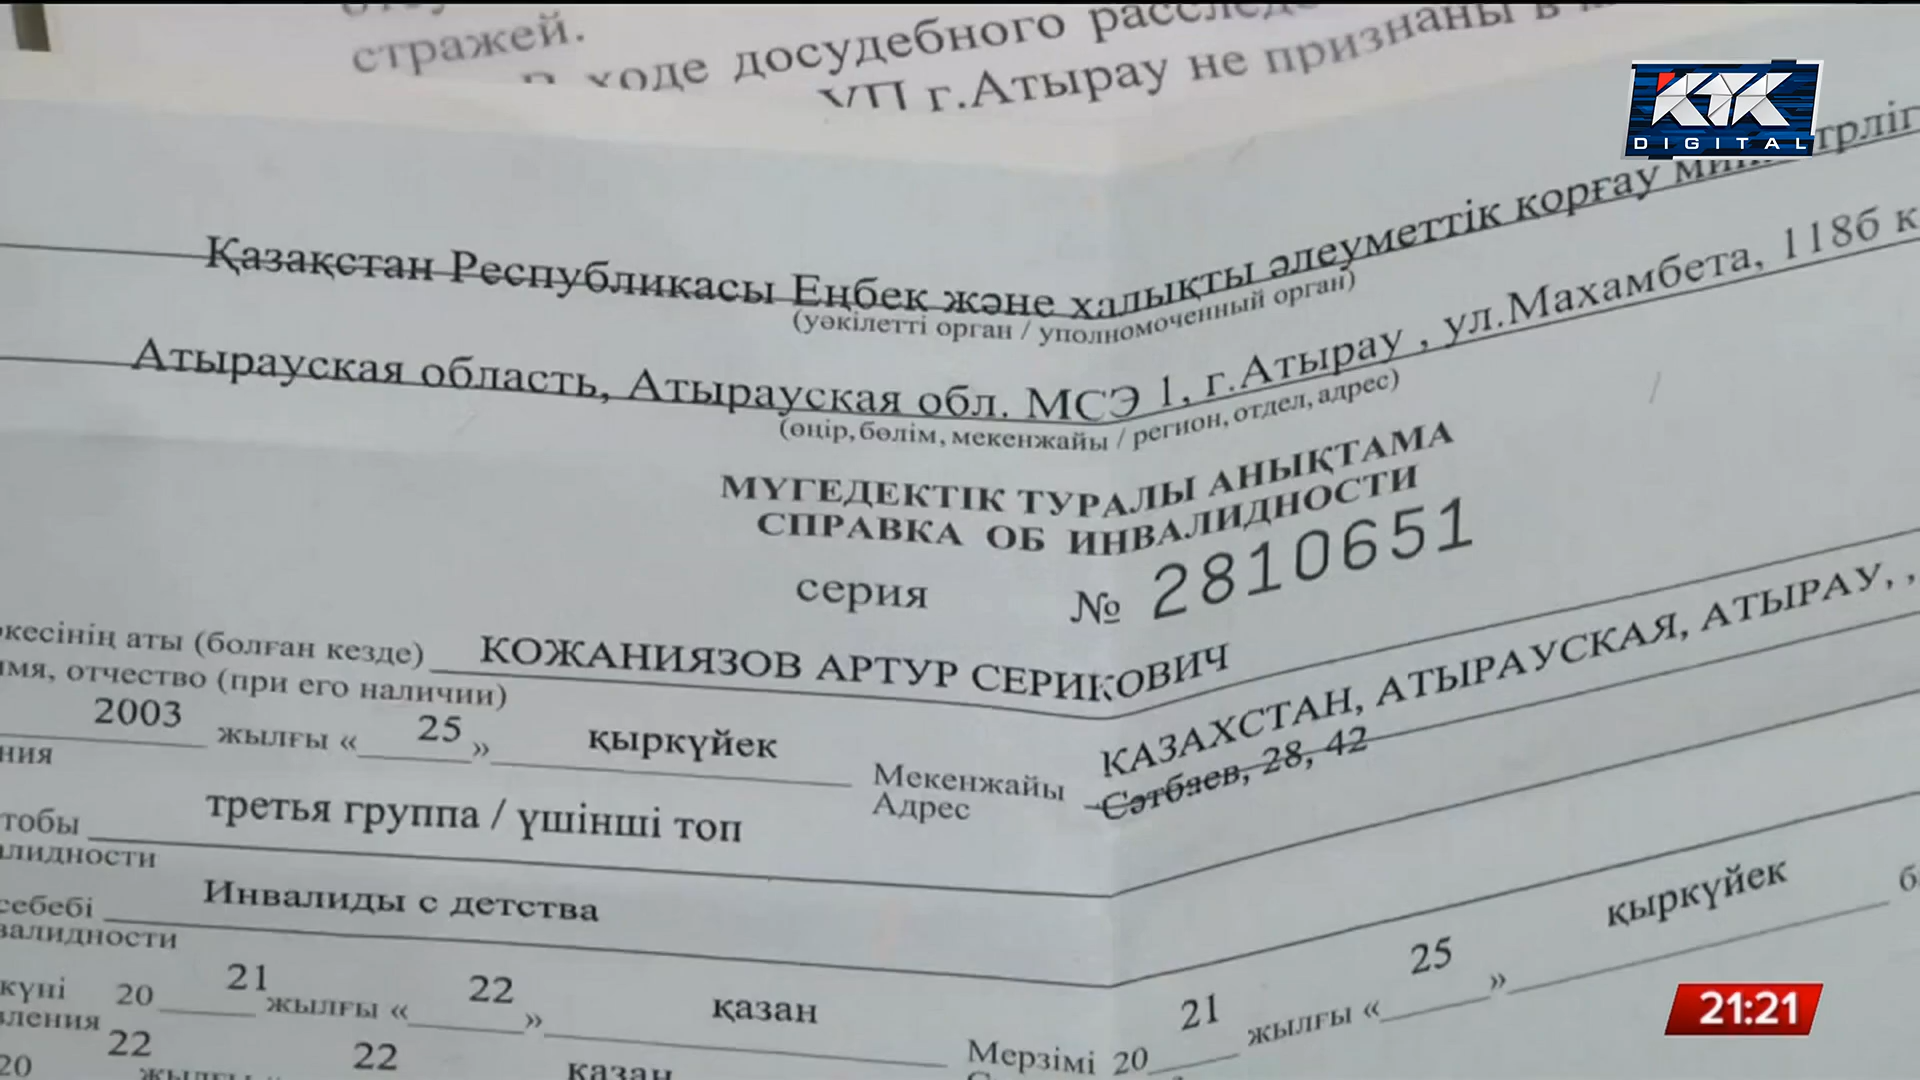 стражей.
ходе досудебного
УП г.Атырау не признаны в
КТК
DIGITAL
Қазақстан Республикасы Еңбек және халықты әлеуметтік қорғау
(уәкілетті орган / уполномоченный орган)
Атырауская область, Атырауская обл. МСЭ 1, г.Атырау , ул.Махамбета, 118б к
(өңір, бөлім, мекенжайы / регион, отдел, адрес)
МҮГЕДЕКТІК ТУРАЛЫ АНЫҚТАМА
СПРАВКА ОБ ИНВАЛИДНОСТИ
серия № 2810651
кесінің аты (болған кезде) КОЖАНИЯЗОВ АРТУР СЕРИКОВИЧ
имя, отчество (при его наличии)
2003 жылғы « 25 » қыркүйек
ния
Мекенжайы КАЗАХСТАН, АТЫРАУСКАЯ, АТЫРАУ, ,
Адрес Сәтбаев, 28, 42
тобы третья группа / үшінші топ
алидности
себебі Инвалиды с детства
валидности
күні 20 21 жылғы « 22 » қазан
вления
Мерзімі 20 21 жылғы « 25 » қыркүйек
20 22 жылғы « 22 қазан
21:21